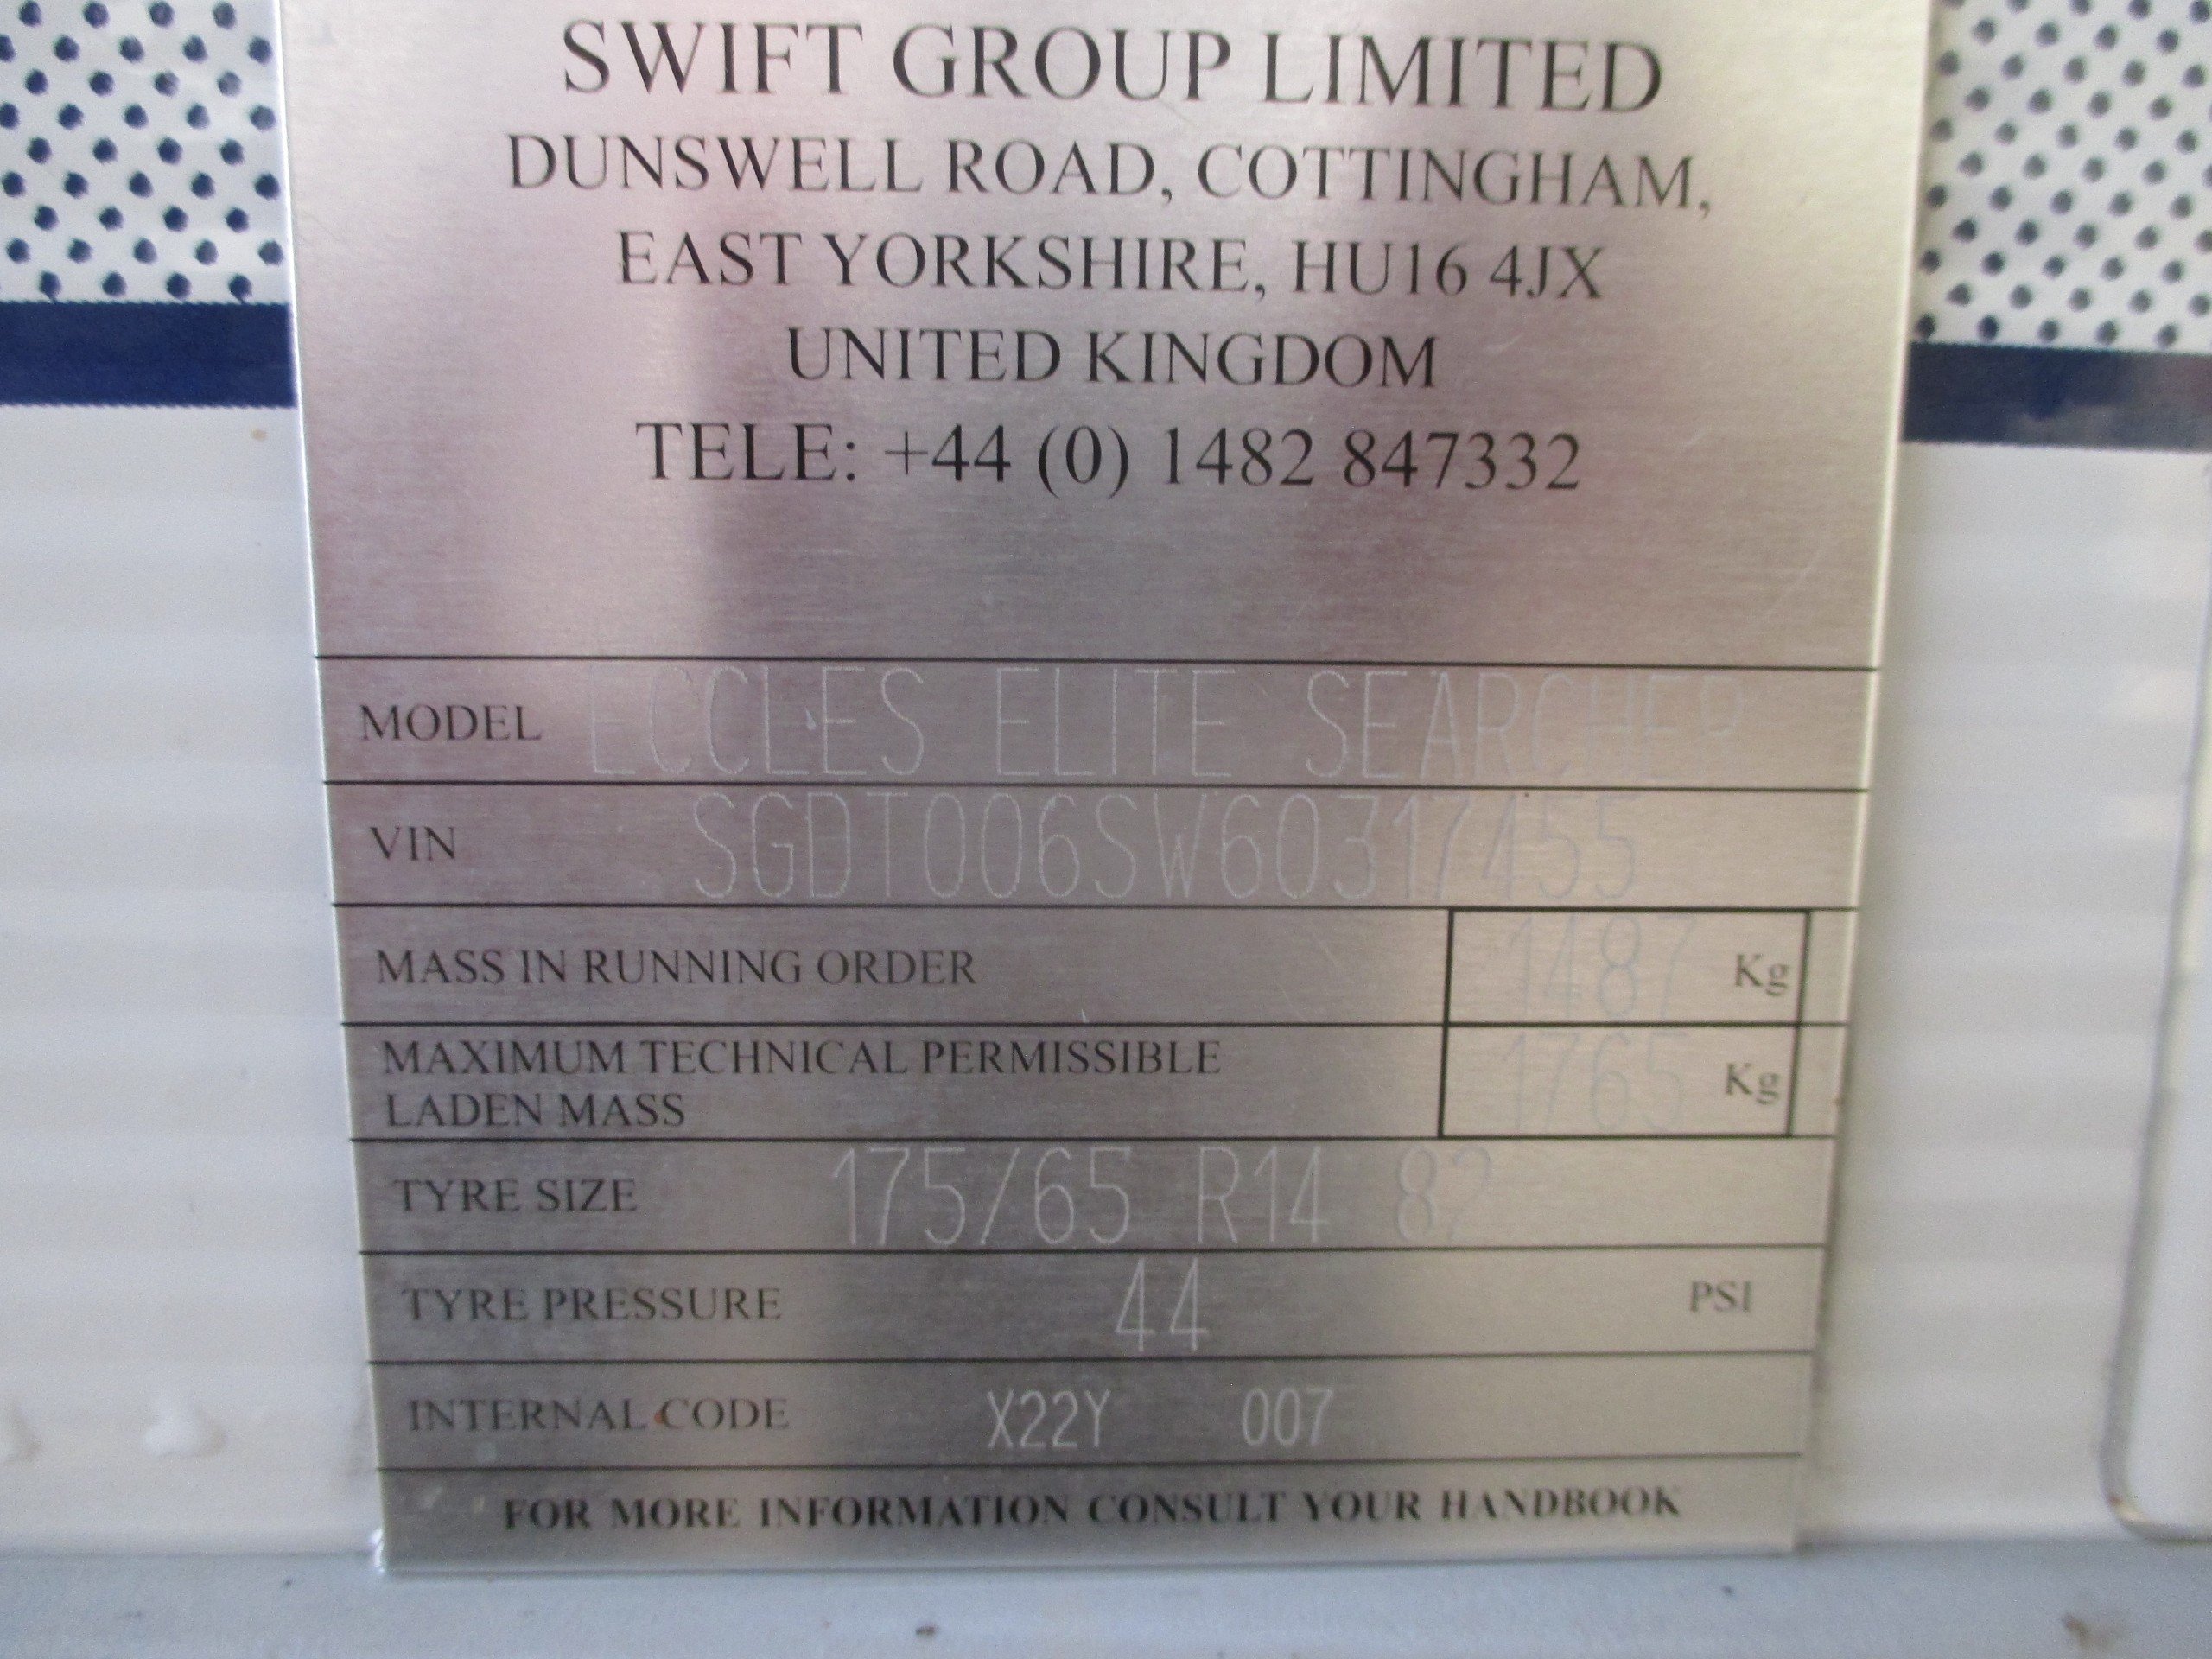 SWIFT GROUP LIMITED
DUNSWELL ROAD, COTTINGHAM,
EAST YORKSHIRE, HU16 4JX
UNITED KINGDOM
TELE: +44 (0) 1482 847332
MODEL ECCLES ELITE SEARCHER
VIN SGDT006SW60317455
MASS IN RUNNING ORDER 1487 Kg
MAXIMUM TECHNICAL PERMISSIBLE
LADEN MASS 1765 Kg
TYRE SIZE 175/65 R14 82
TYRE PRESSURE 44 PSI
INTERNAL CODE X22Y 007
FOR MORE INFORMATION CONSULT YOUR HANDBOOK